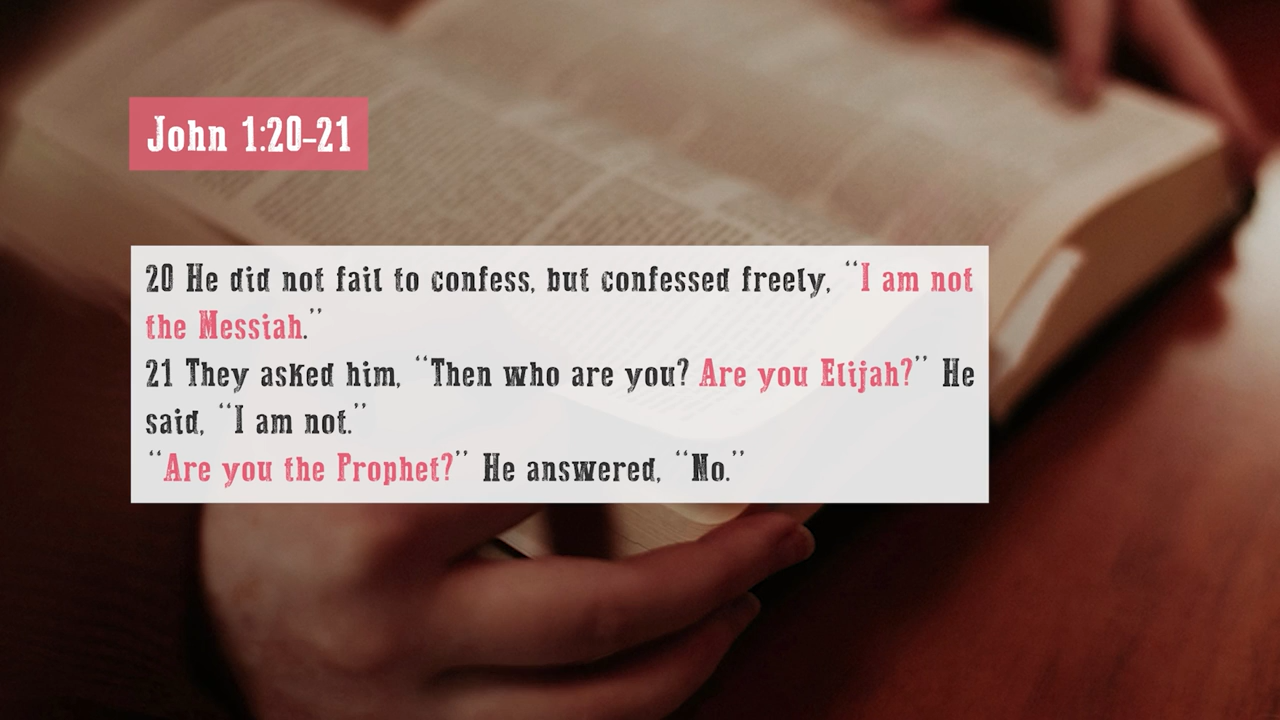 John 1:20-21
20 He did not fail to confess, but confessed freely, “I am not
the Messiah.”
21 They asked him, “Then who are you? Are you Elijah?” He
said, “I am not.”
“Are you the Prophet?” He answered, “No.”